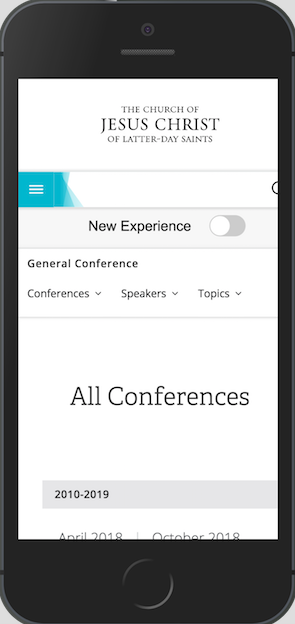 THE CHURCH OF
JESUS CHRIST
OF LATTER-DAY SAINTS
New Experience
General Conference
Conferences
Speakers
Topics
All Conferences
2010-2019
April 2018 | October 2018